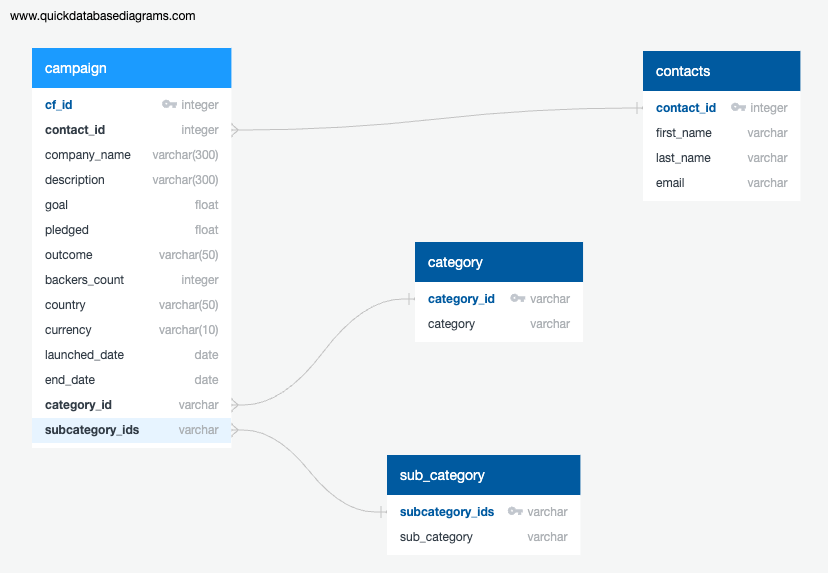 www.quickdatabasediagrams.com
campaign
cf_id integer
contact_id integer
company_name varchar(300)
description varchar(300)
goal float
pledged float
outcome varchar(50)
backers_count integer
country varchar(50)
currency varchar(10)
launched_date date
end_date date
category_id varchar
subcategory_ids varchar
contacts
contact_id integer
first_name varchar
last_name varchar
email varchar
category
category_id varchar
category varchar
sub_category
subcategory_ids varchar
sub_category varchar